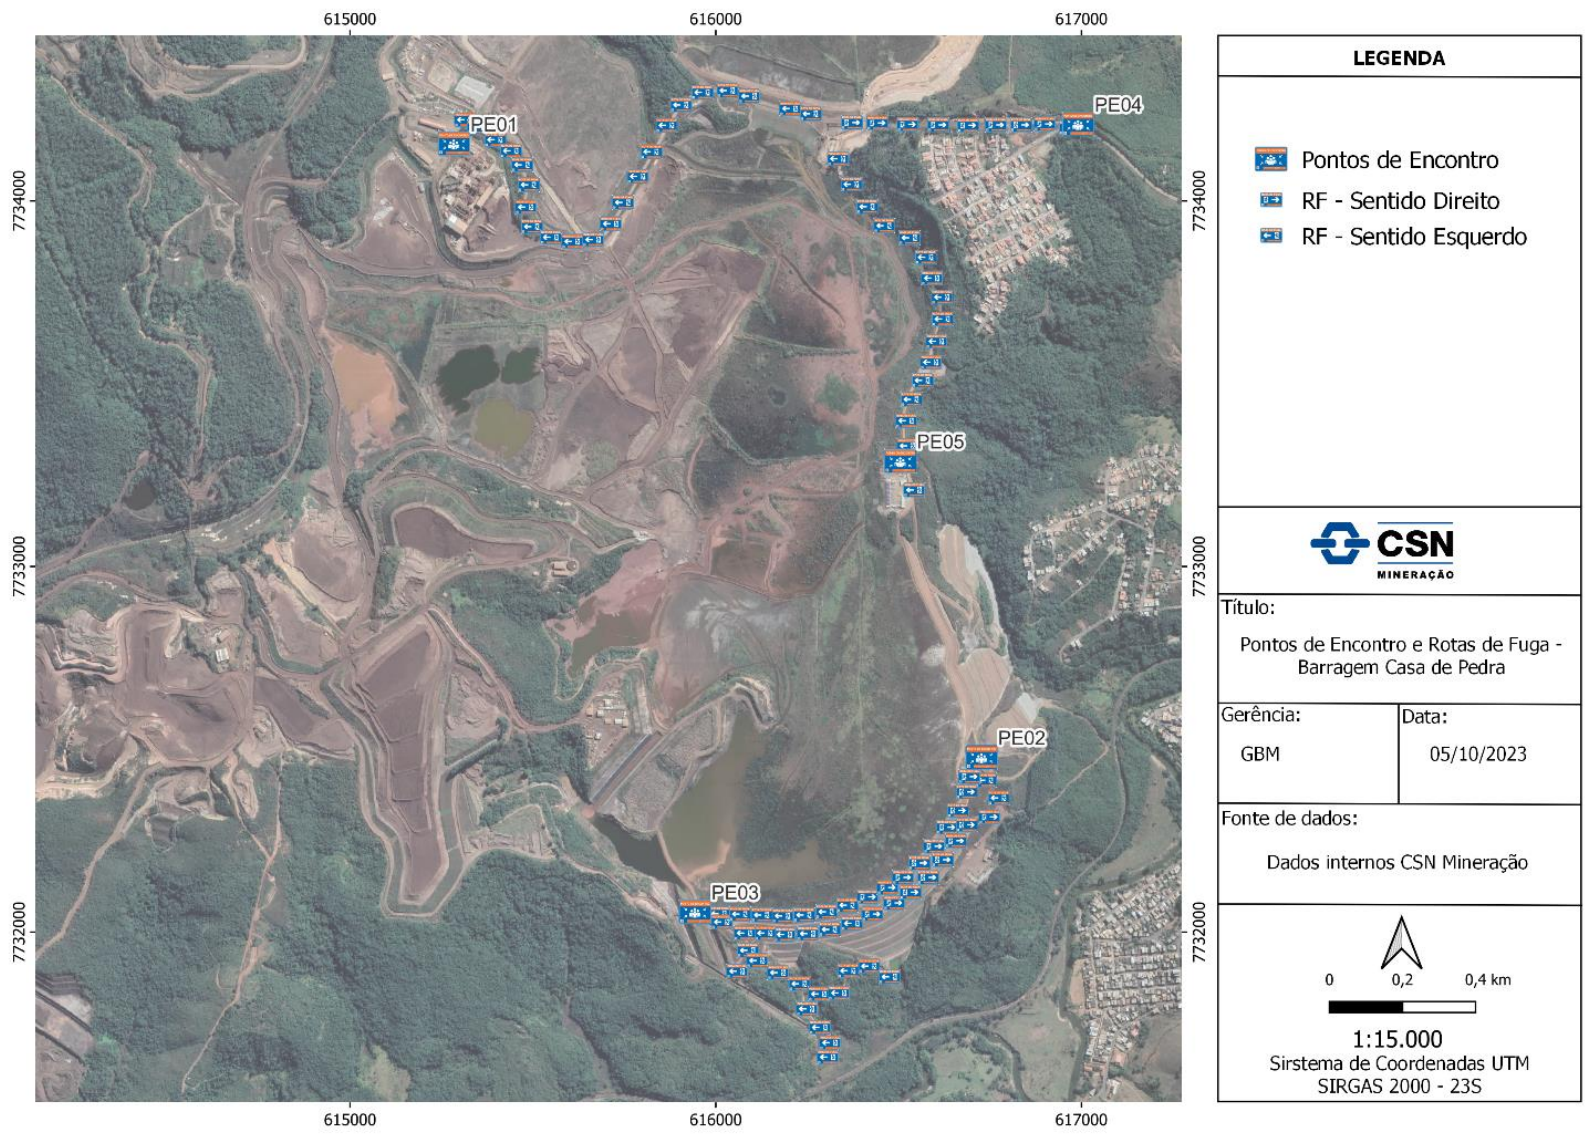 615000
616000
617000
7734000
7733000
7732000
PE01
PE04
PE05
PE02
PE03
7734000
7733000
7732000
615000
616000
617000
LEGENDA
Pontos de Encontro
RF - Sentido Direito
RF - Sentido Esquerdo
CSN
MINERAÇÃO
Título:
Pontos de Encontro e Rotas de Fuga -
Barragem Casa de Pedra
Gerência:
GBM
Data:
05/10/2023
Fonte de dados:
Dados internos CSN Mineração
0 0,2 0,4 km
1:15.000
Sirstema de Coordenadas UTM
SIRGAS 2000 - 23S